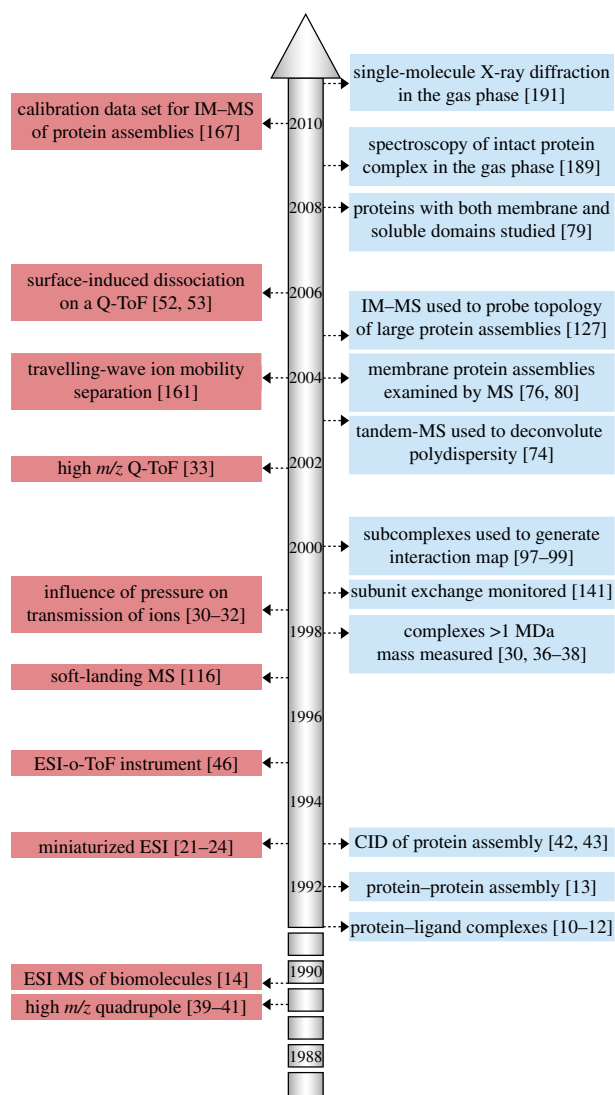 single-molecule X-ray diffraction
in the gas phase [191]
calibration data set for IM–MS
of protein assemblies [167]
2010
spectroscopy of intact protein
complex in the gas phase [189]
2008
proteins with both membrane and
soluble domains studied [79]
surface-induced dissociation
on a Q-ToF [52, 53]
2006
IM–MS used to probe topology
of large protein assemblies [127]
travelling-wave ion mobility
separation [161]
2004
membrane protein assemblies
examined by MS [76, 80]
tandem-MS used to deconvolute
polydispersity [74]
high m/z Q-ToF [33]
2002
2000
subcomplexes used to generate
interaction map [97–99]
influence of pressure on
transmission of ions [30–32]
subunit exchange monitored [141]
1998
complexes >1 MDa
mass measured [30, 36–38]
soft-landing MS [116]
1996
ESI-o-ToF instrument [46]
1994
miniaturized ESI [21–24]
CID of protein assembly [42, 43]
1992
protein–protein assembly [13]
protein–ligand complexes [10–12]
1990
ESI MS of biomolecules [14]
high m/z quadrupole [39–41]
1988